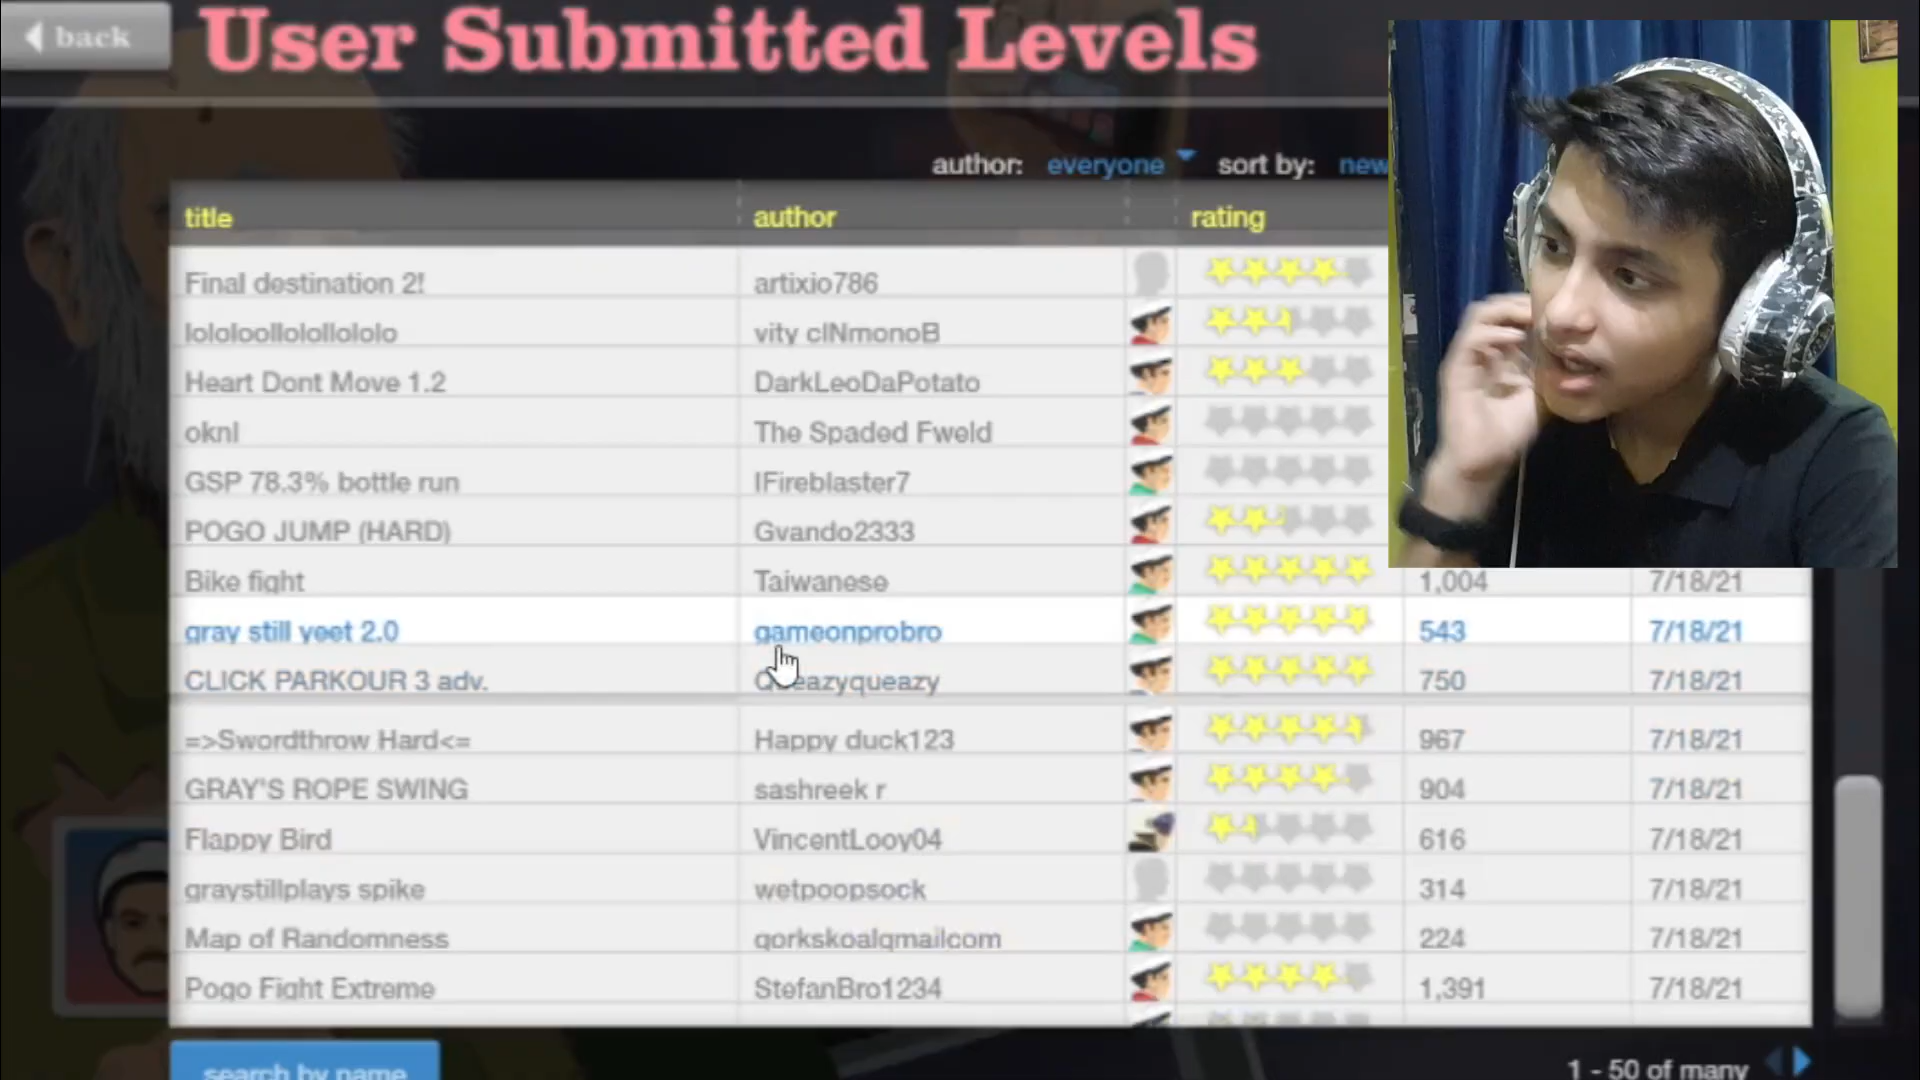 back
User Submitted Levels
author: everyone sort by: new
title author rating
Final destination 2! artixio786
lololoollolollololo vity cINmonoB
Heart Dont Move 1.2 DarkLeoDaPotato
oknl The Spaded Fweld
GSP 78.3% bottle run IFireblaster7
POGO JUMP (HARD) Gvando2333
Bike fight Taiwanese 1,004 7/18/21
gray still yeet 2.0 gameonprobro 543 7/18/21
CLICK PARKOUR 3 adv. Queazyqueazy 750 7/18/21
=>Swordthrow Hard<= Happy duck123 967 7/18/21
GRAY'S ROPE SWING sashreek r 904 7/18/21
Flappy Bird VincentLooy04 616 7/18/21
graystillplays spike wetpoopsock 314 7/18/21
Map of Randomness qorkskoalqmailcom 224 7/18/21
Pogo Fight Extreme StefanBro1234 1,391 7/18/21
search by name 1 - 50 of many